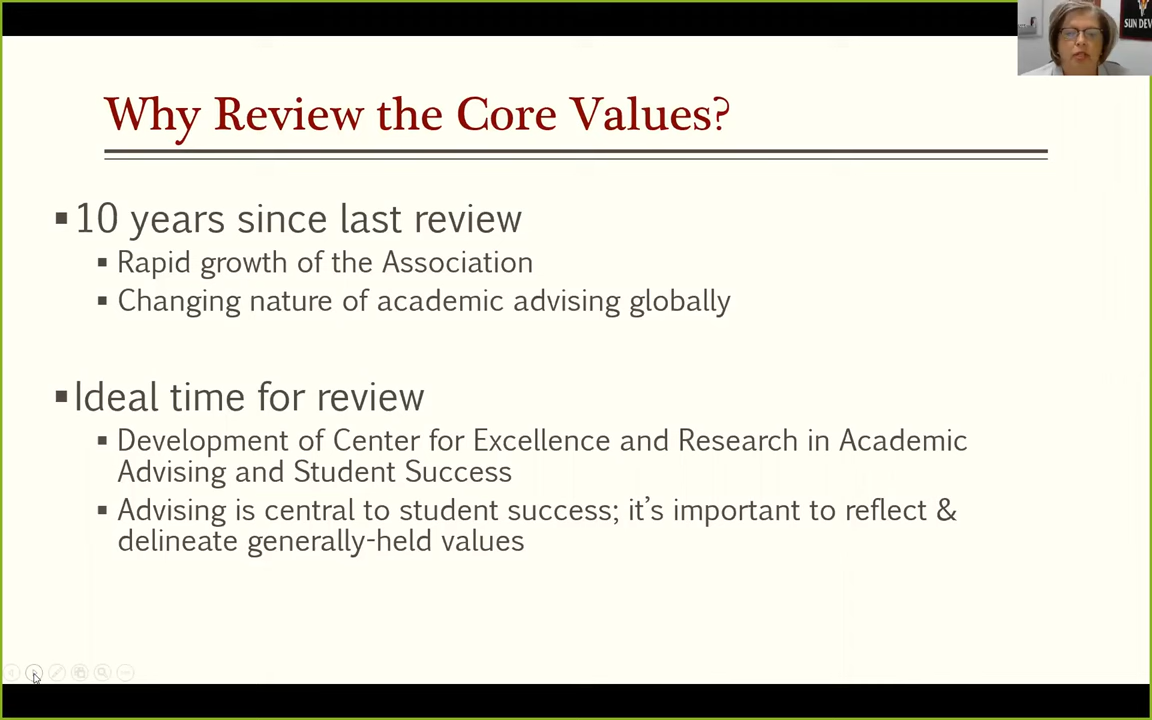 SUN DEV
Why Review the Core Values?
▪10 years since last review
▪ Rapid growth of the Association
▪ Changing nature of academic advising globally
▪Ideal time for review
▪ Development of Center for Excellence and Research in Academic
Advising and Student Success
▪ Advising is central to student success; it's important to reflect &
delineate generally-held values